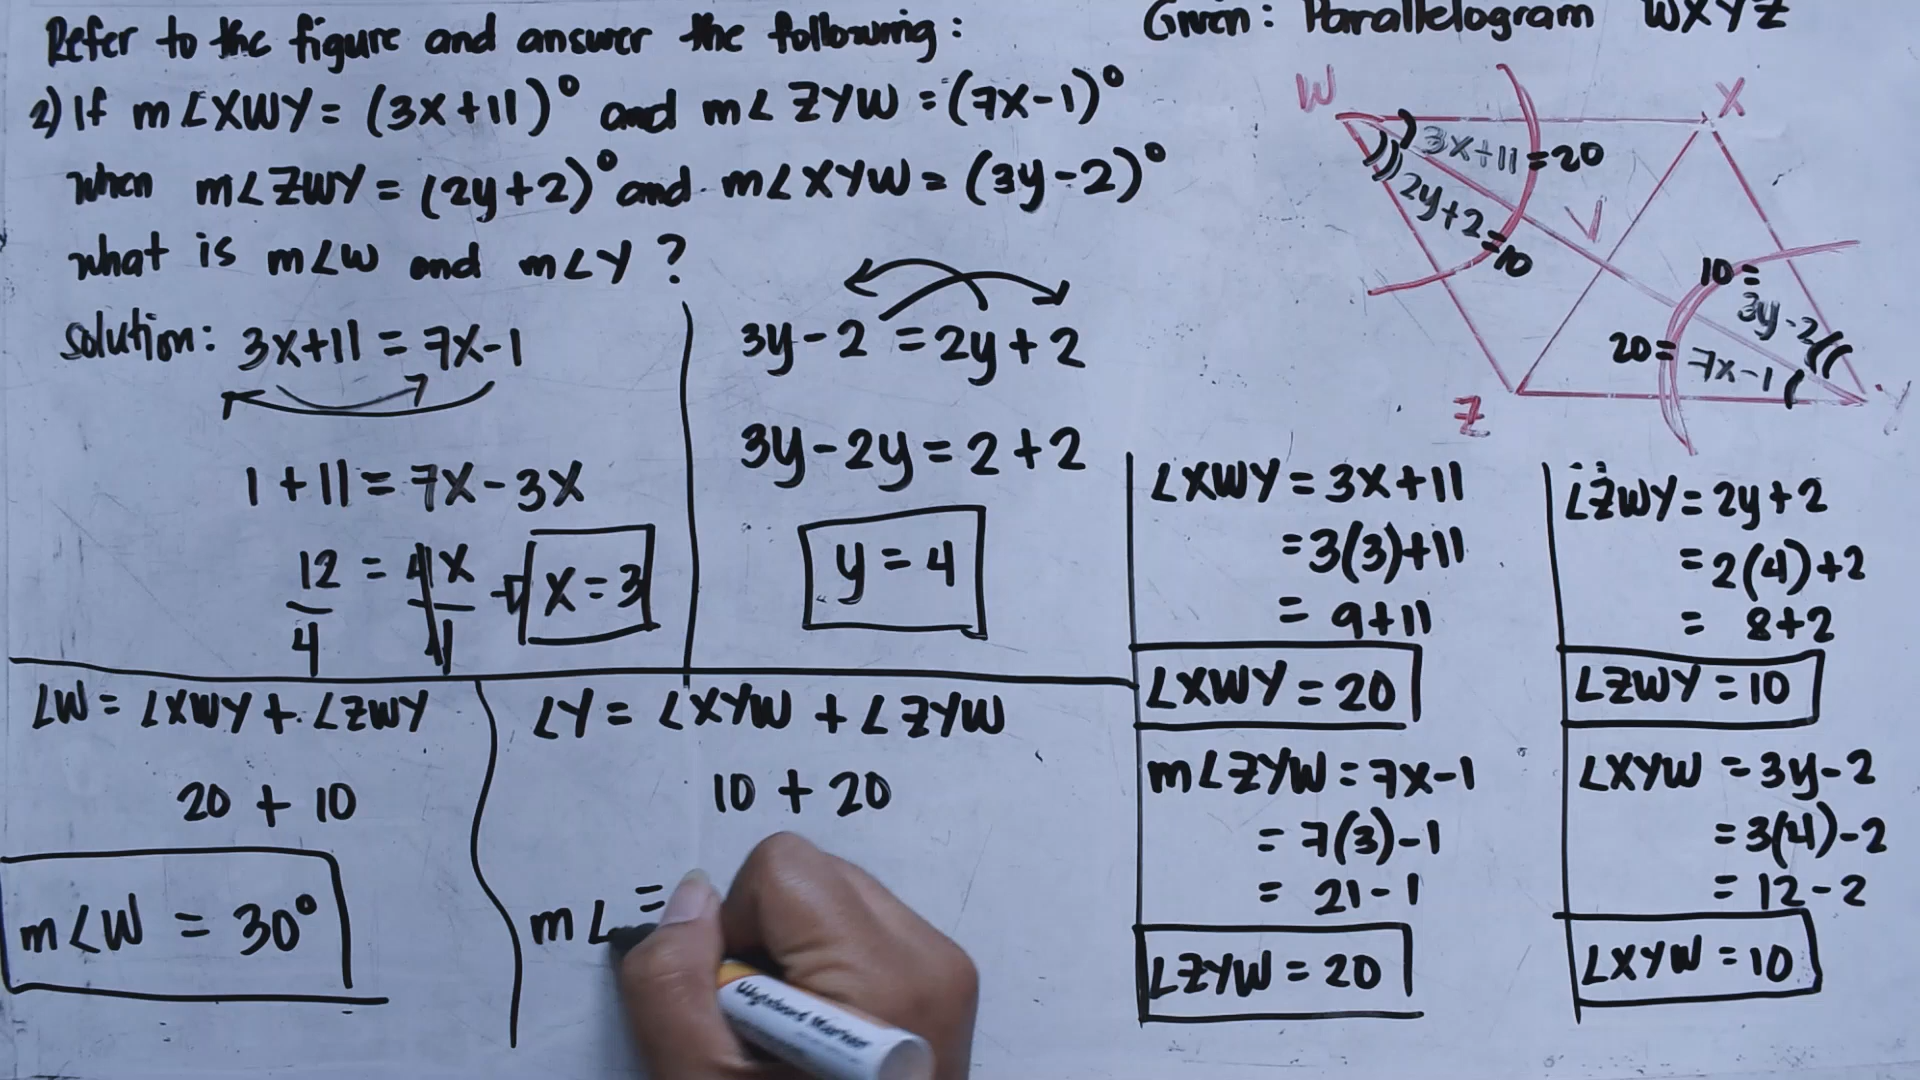 Refer to the figure and answer the following:
2) If m∠XWY = (3x+11)° and m∠ZYW = (7x-1)°
when m∠ZWY = (2y+2)° and m∠XYW = (3y-2)°
what is m∠W and m∠Y ?
Given: Parallelogram WXYZ
W
X
3x+11 = 20
2y+2 = 10
V
10 =
3y-2
20 =
7x-1
Z
Y
Solution: 3x+11 = 7x-1
1+11 = 7x-3x
12 = 4x
4 4
x = 3
3y-2 = 2y+2
3y-2y = 2+2
y = 4
∠XWY = 3x+11
= 3(3)+11
= 9+11
∠XWY = 20
m∠ZYW = 7x-1
= 7(3)-1
= 21-1
∠ZYW = 20
∠ZWY = 2y+2
= 2(4)+2
= 8+2
∠ZWY = 10
∠XYW = 3y-2
= 3(4)-2
= 12-2
∠XYW = 10
∠W = ∠XWY + ∠ZWY
20 + 10
m∠W = 30°
∠Y = ∠XYW + ∠ZYW
10 + 20
m∠ =
Whiteboard Marker